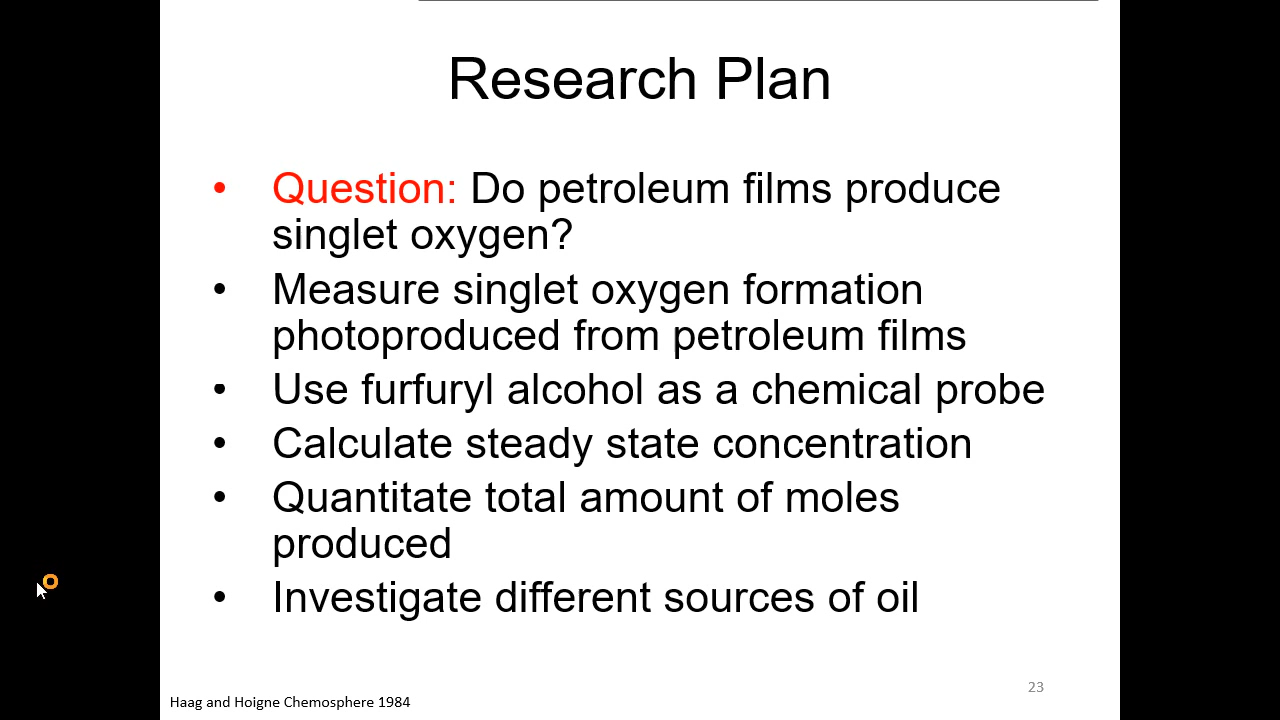 Research Plan
• Question: Do petroleum films produce
singlet oxygen?
• Measure singlet oxygen formation
photoproduced from petroleum films
• Use furfuryl alcohol as a chemical probe
• Calculate steady state concentration
• Quantitate total amount of moles
produced
• Investigate different sources of oil
23
Haag and Hoigne Chemosphere 1984